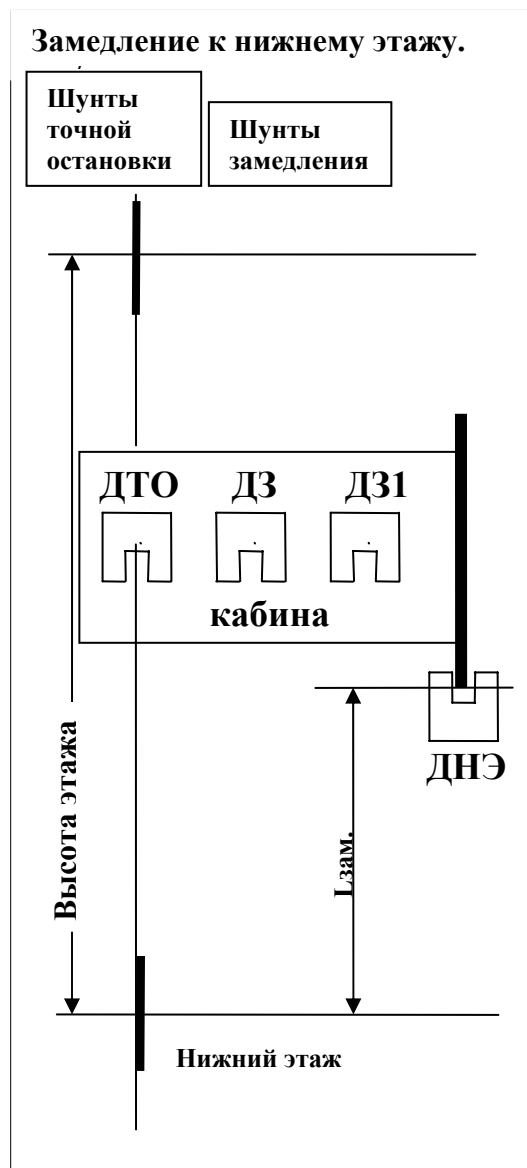 Замедление к нижнему этажу.
Шунты
точной
остановки
Шунты
замедления
ДТО ДЗ ДЗ1
кабина
ДНЭ
Высота этажа
Lзам.
Нижний этаж